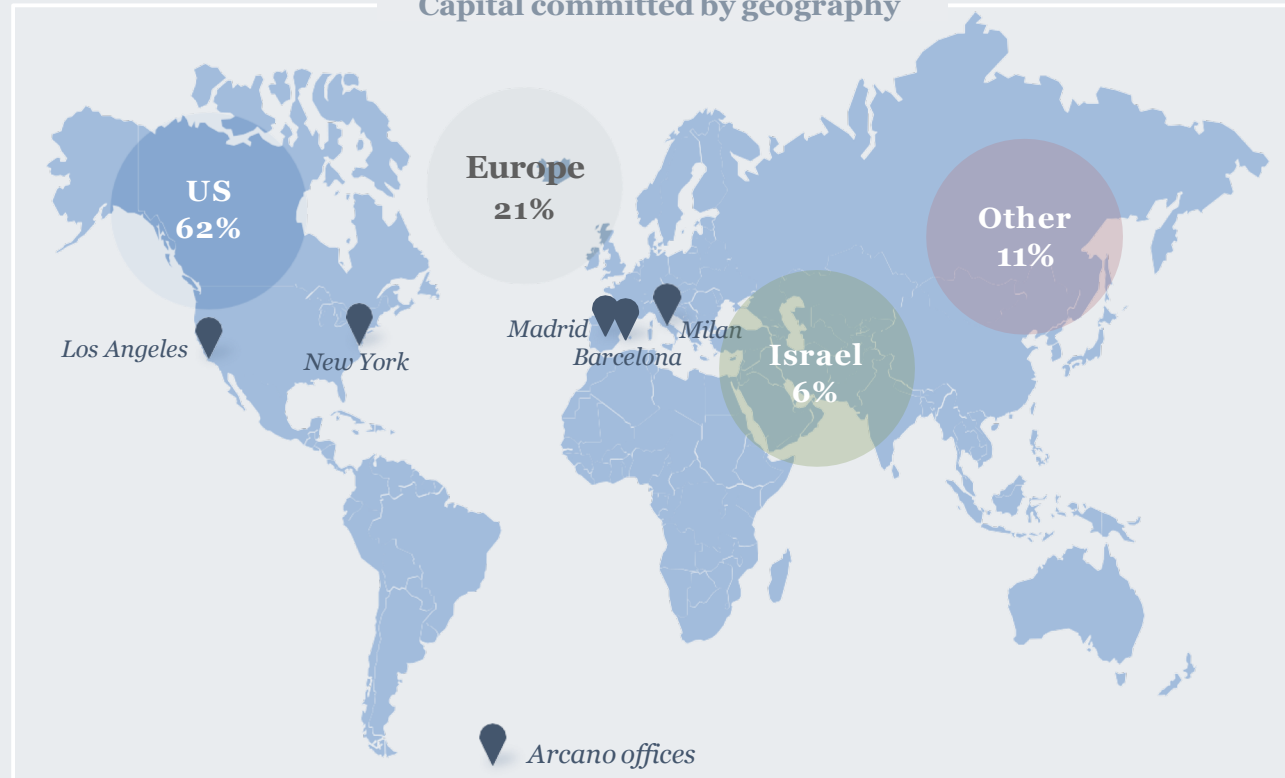 Capital committed by geography
US
62%
Europe
21%
Other
11%
Israel
6%
Los Angeles
New York
Madrid
Barcelona
Milan
Arcano offices